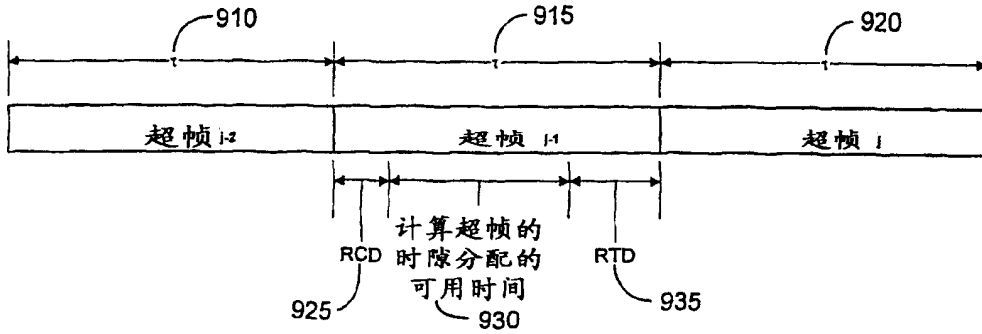 910
915
920
τ
τ
τ
超帧 j-2
超帧 j-1
超帧 j
计算超帧的
时隙分配的
可用时间
RCD
RTD
925
930
935